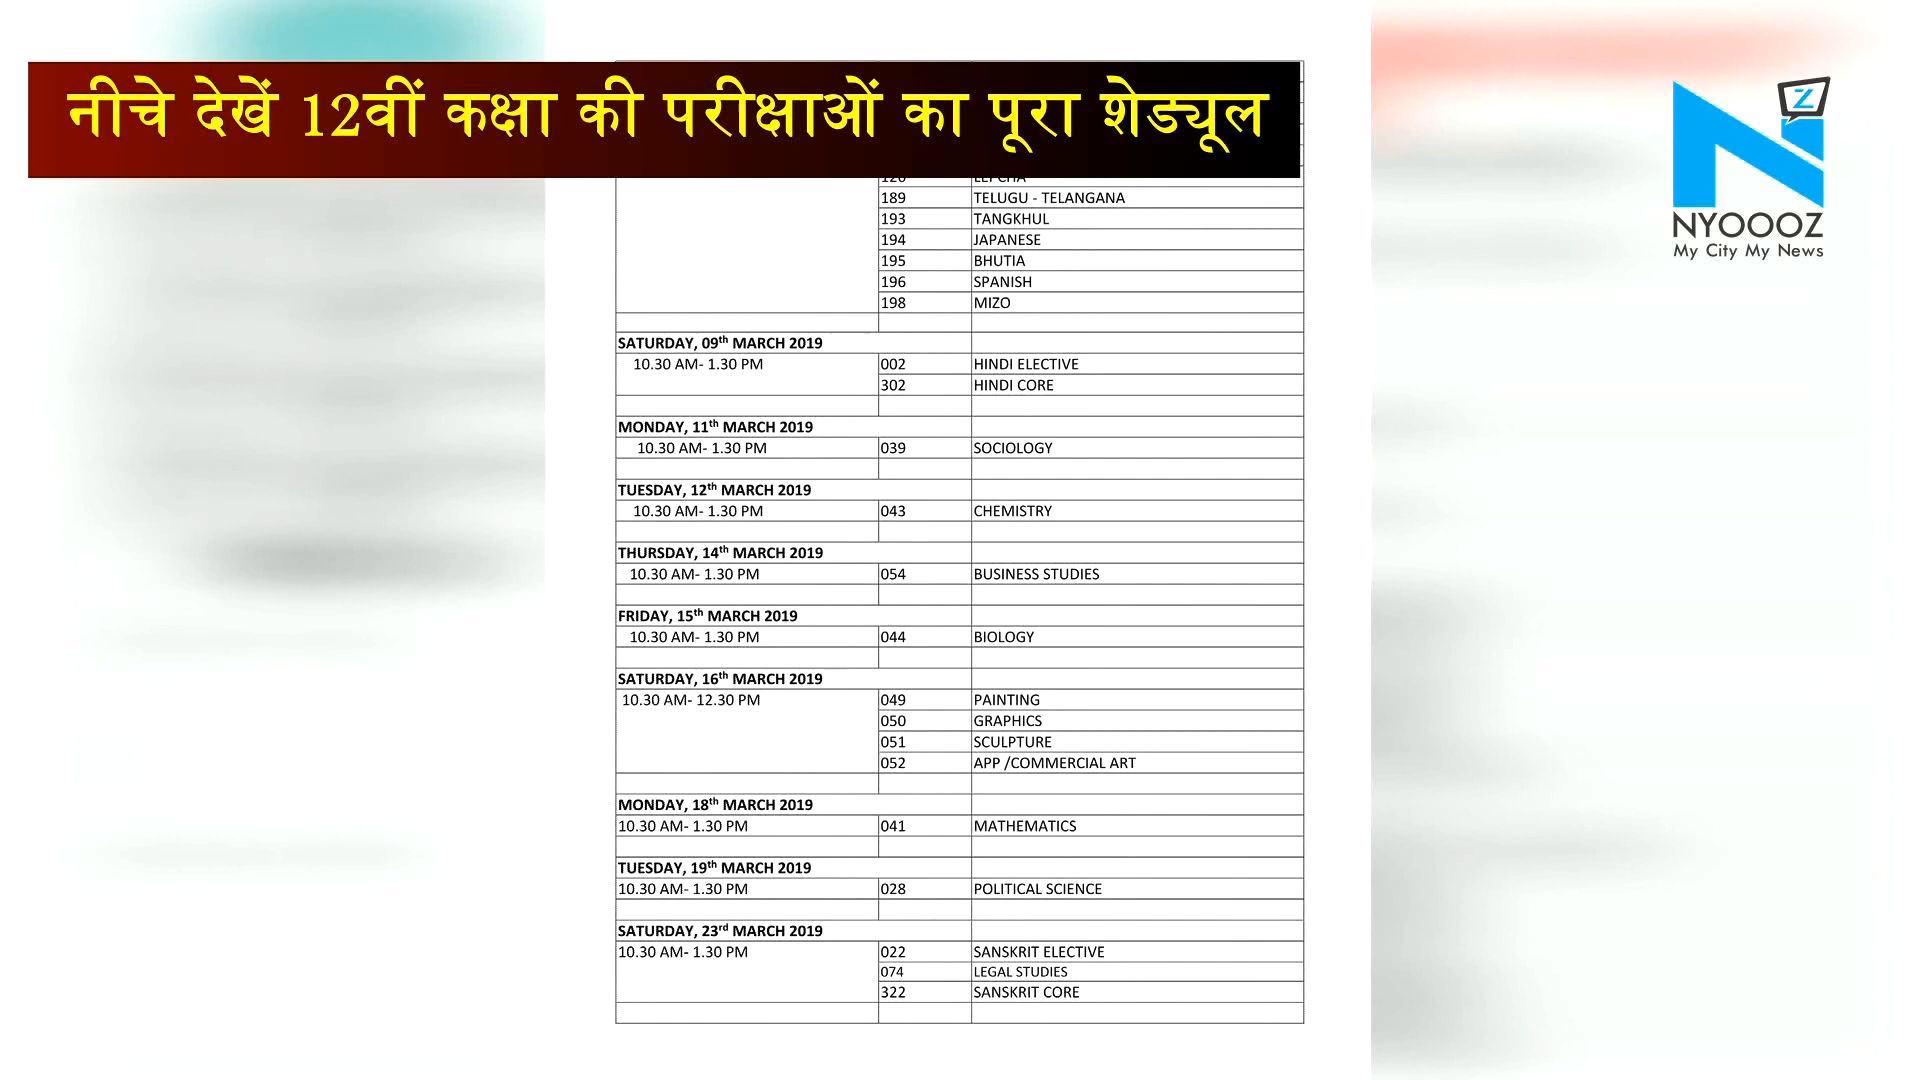 नीचे देखें 12वीं कक्षा की परीक्षाओं का पूरा शेड्यूल
Z
NYOOOZ
My City My News
189 TELUGU - TELANGANA
193 TANGKHUL
194 JAPANESE
195 BHUTIA
196 SPANISH
198 MIZO
SATURDAY, 09th MARCH 2019
10.30 AM- 1.30 PM 002 HINDI ELECTIVE
302 HINDI CORE
MONDAY, 11th MARCH 2019
10.30 AM- 1.30 PM 039 SOCIOLOGY
TUESDAY, 12th MARCH 2019
10.30 AM- 1.30 PM 043 CHEMISTRY
THURSDAY, 14th MARCH 2019
10.30 AM- 1.30 PM 054 BUSINESS STUDIES
FRIDAY, 15th MARCH 2019
10.30 AM- 1.30 PM 044 BIOLOGY
SATURDAY, 16th MARCH 2019
10.30 AM- 12.30 PM 049 PAINTING
050 GRAPHICS
051 SCULPTURE
052 APP /COMMERCIAL ART
MONDAY, 18th MARCH 2019
10.30 AM- 1.30 PM 041 MATHEMATICS
TUESDAY, 19th MARCH 2019
10.30 AM- 1.30 PM 028 POLITICAL SCIENCE
SATURDAY, 23rd MARCH 2019
10.30 AM- 1.30 PM 022 SANSKRIT ELECTIVE
074 LEGAL STUDIES
322 SANSKRIT CORE